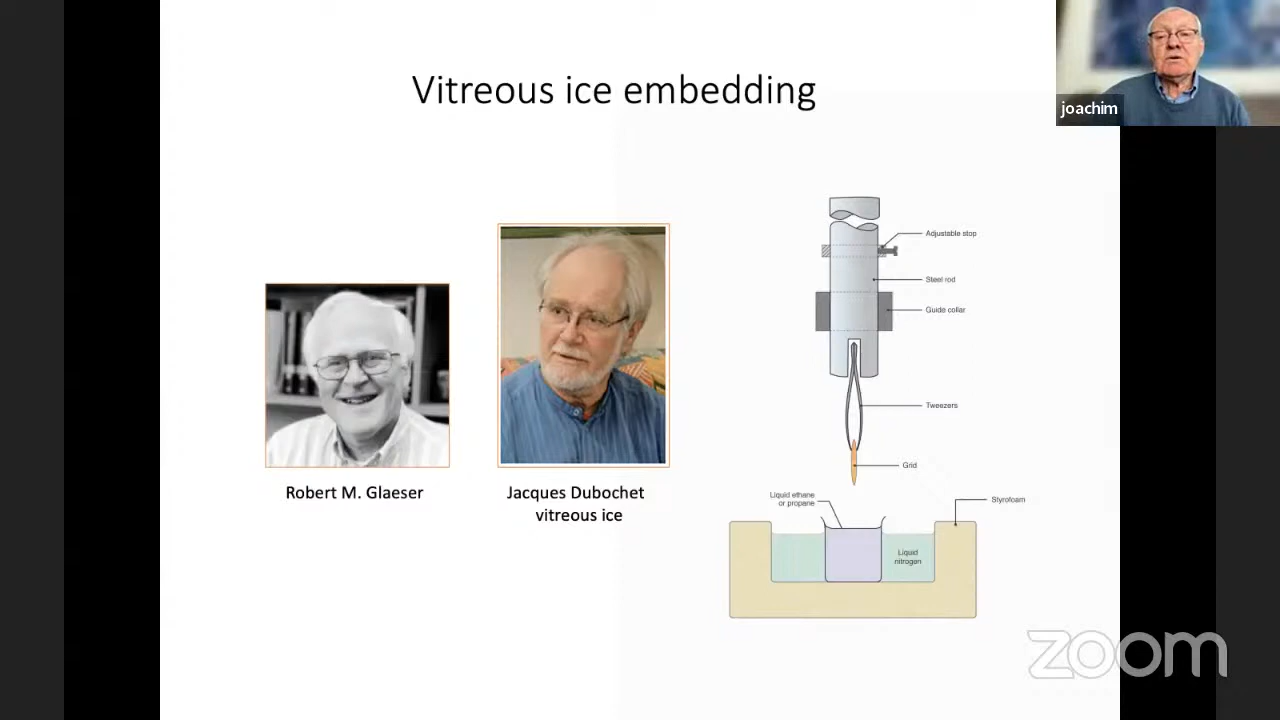 Vitreous ice embedding
joachim
Adjustable stop
Steel rod
Guide collar
Tweezers
Grid
Liquid ethane
or propane
Styrofoam
Liquid
nitrogen
Robert M. Glaeser
Jacques Dubochet
vitreous ice
zoom